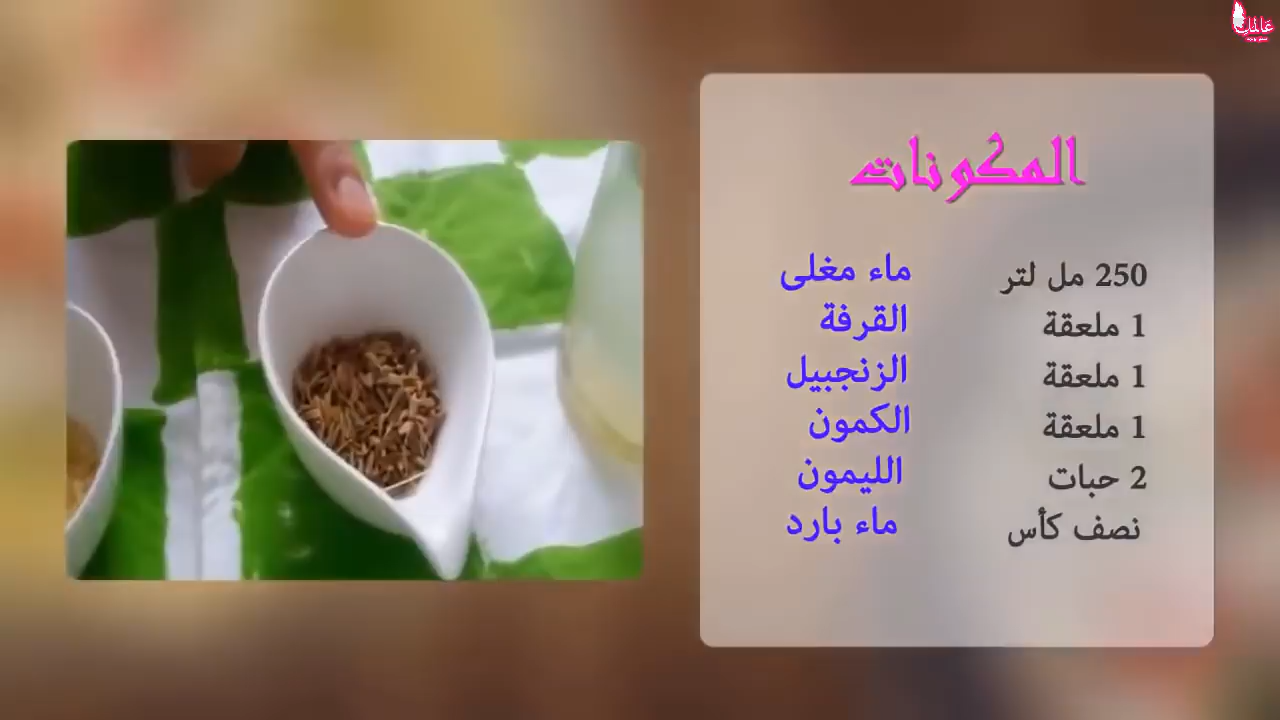 عالمك
المكونات
250 مل لتر ماء مغلى
1 ملعقة القرفة
1 ملعقة الزنجبيل
1 ملعقة الكمون
2 حبات الليمون
نصف كأس ماء بارد